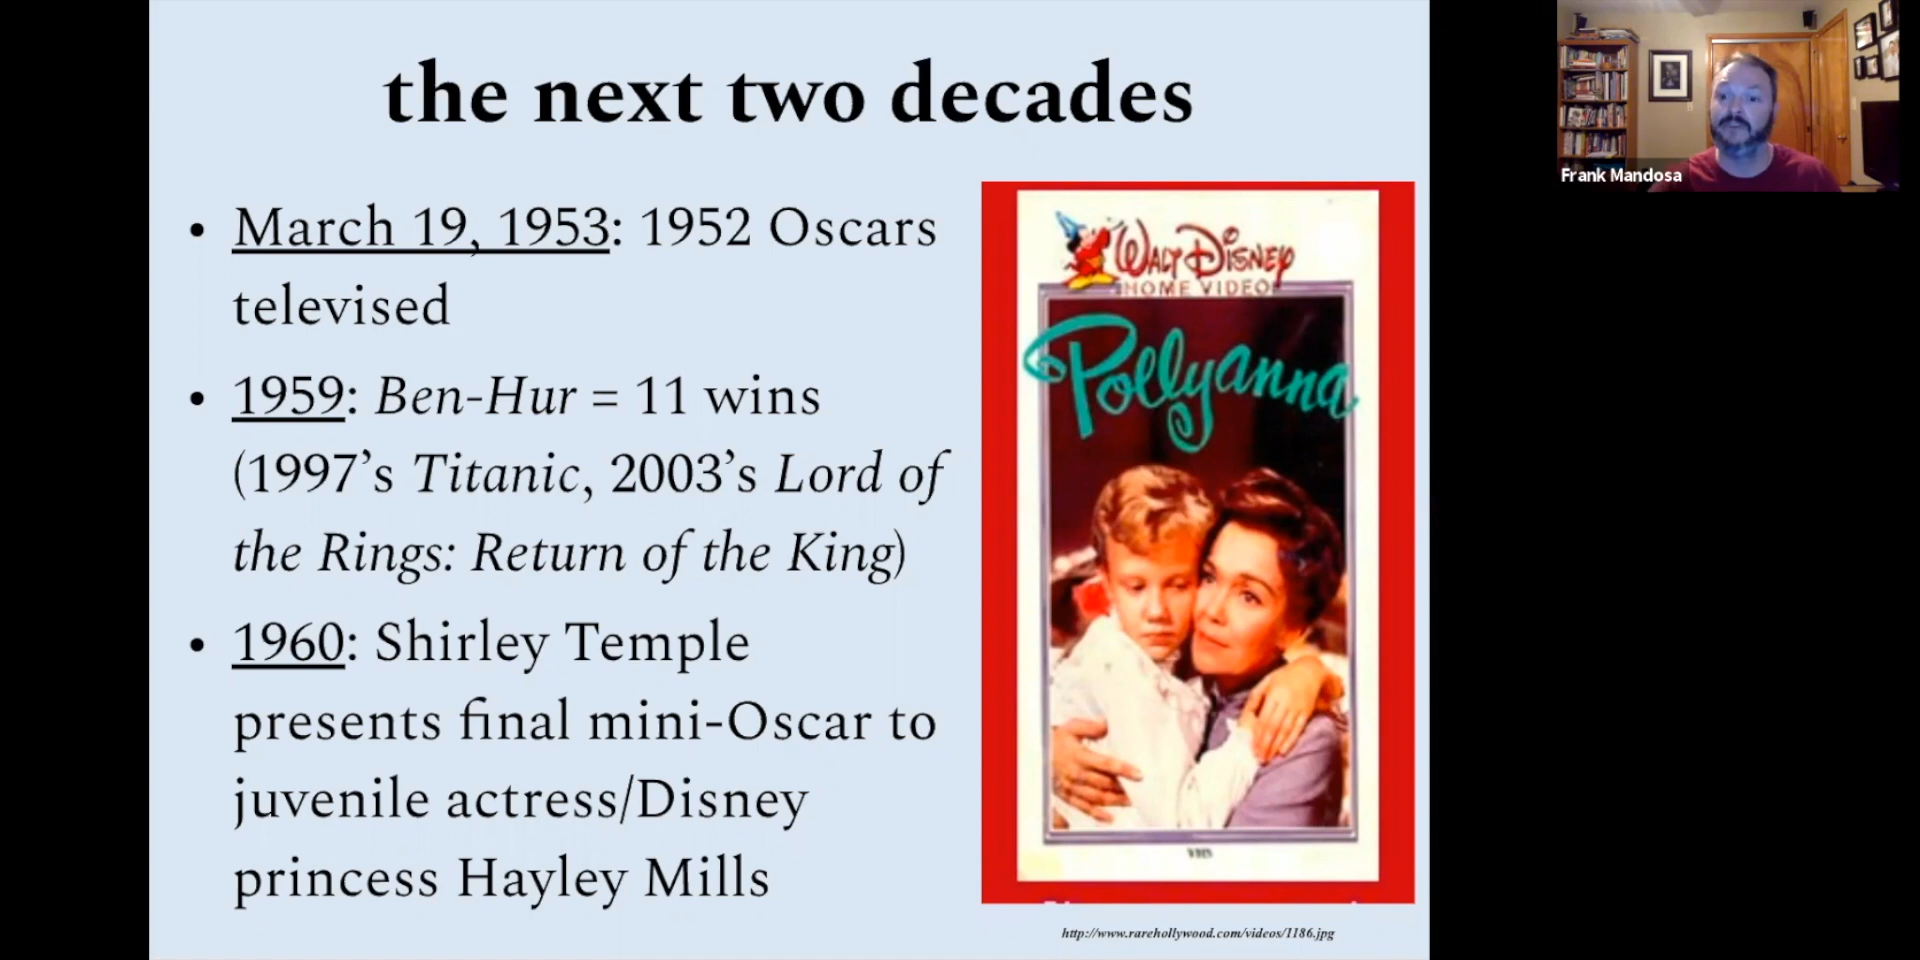 the next two decades
• March 19, 1953: 1952 Oscars
televised
• 1959: Ben-Hur = 11 wins
(1997’s Titanic, 2003’s Lord of
the Rings: Return of the King)
• 1960: Shirley Temple
presents final mini-Oscar to
juvenile actress/Disney
princess Hayley Mills
WALT DISNEY
HOME VIDEO
Pollyanna
VHS
http://www.rarehollywood.com/videos/1186.jpg
Frank Mandosa